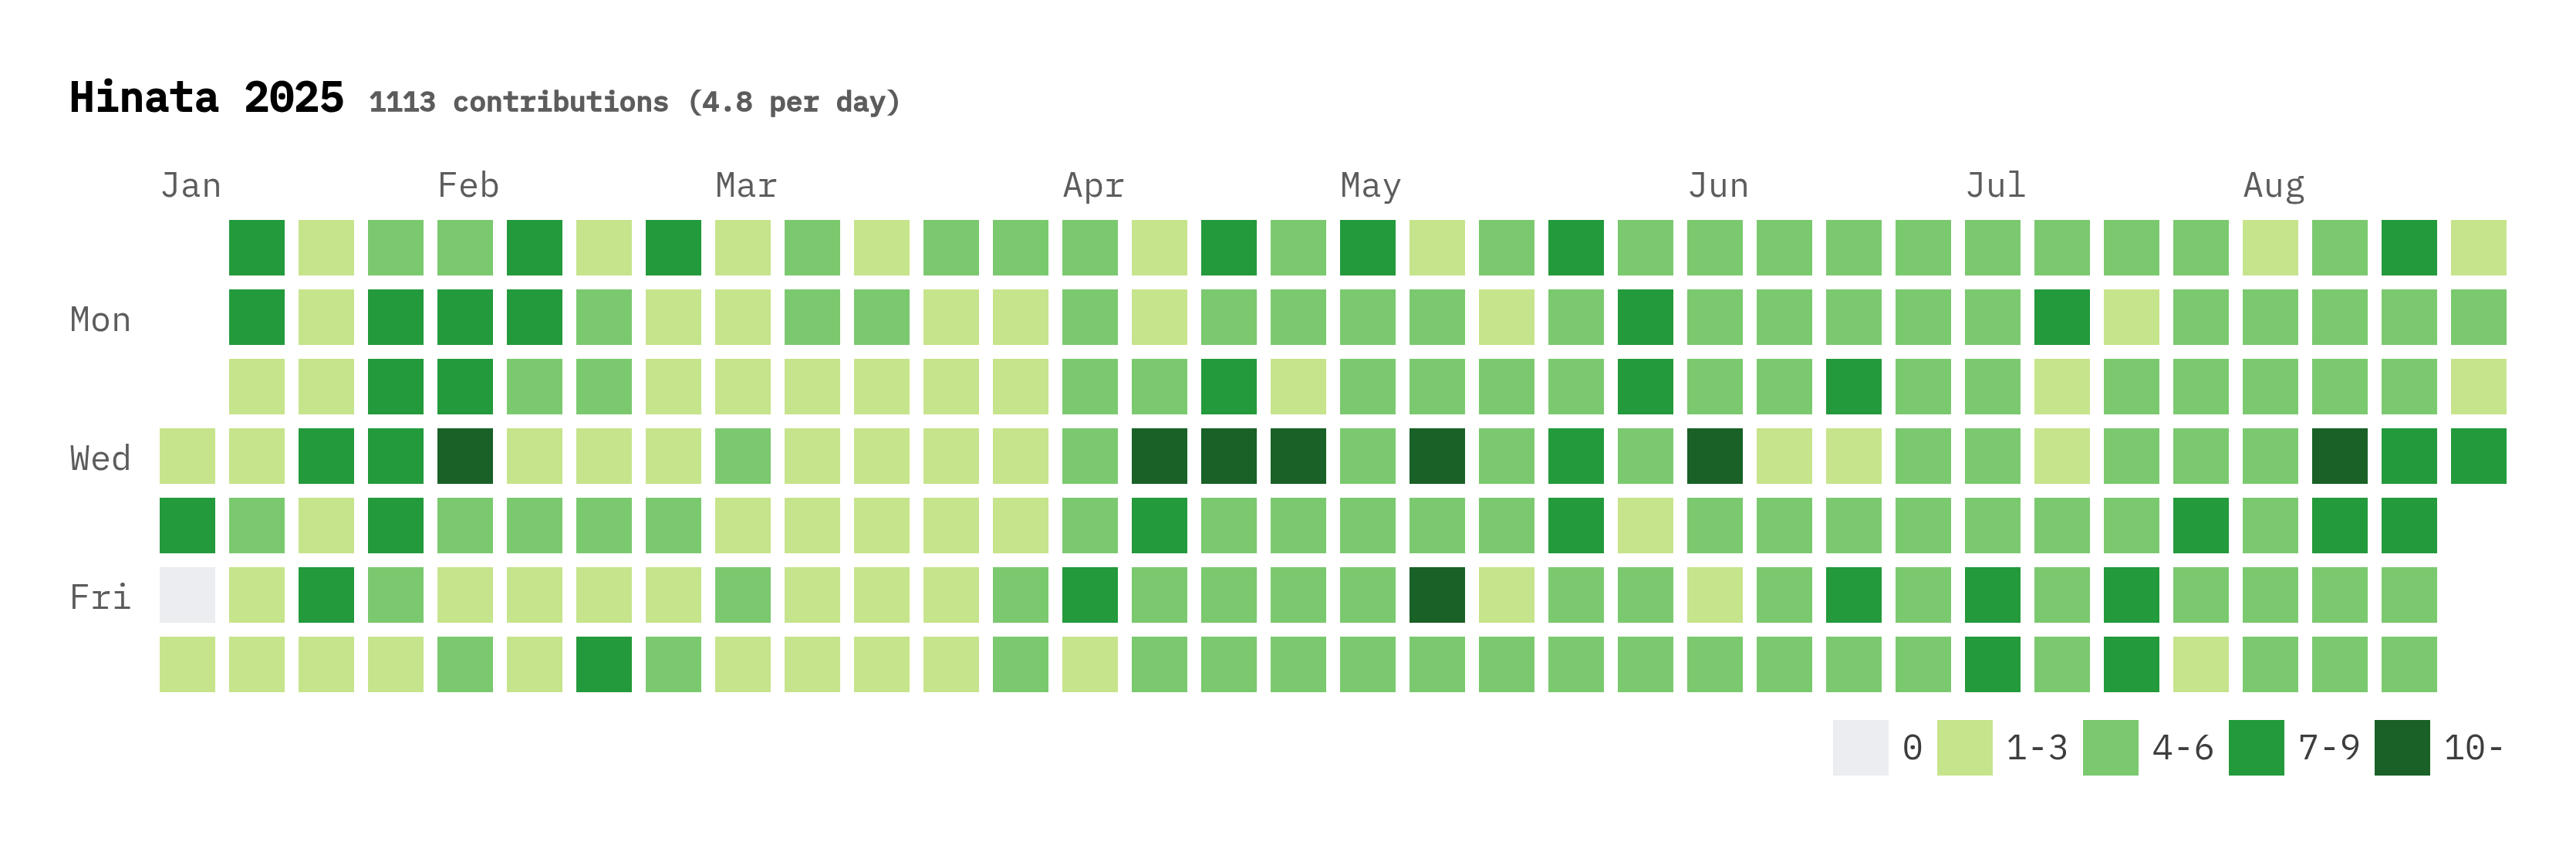 Hinata 2025 1113 contributions (4.8 per day)
Jan Feb Mar Apr May Jun Jul Aug
Mon
Wed
Fri
0 1-3 4-6 7-9 10-